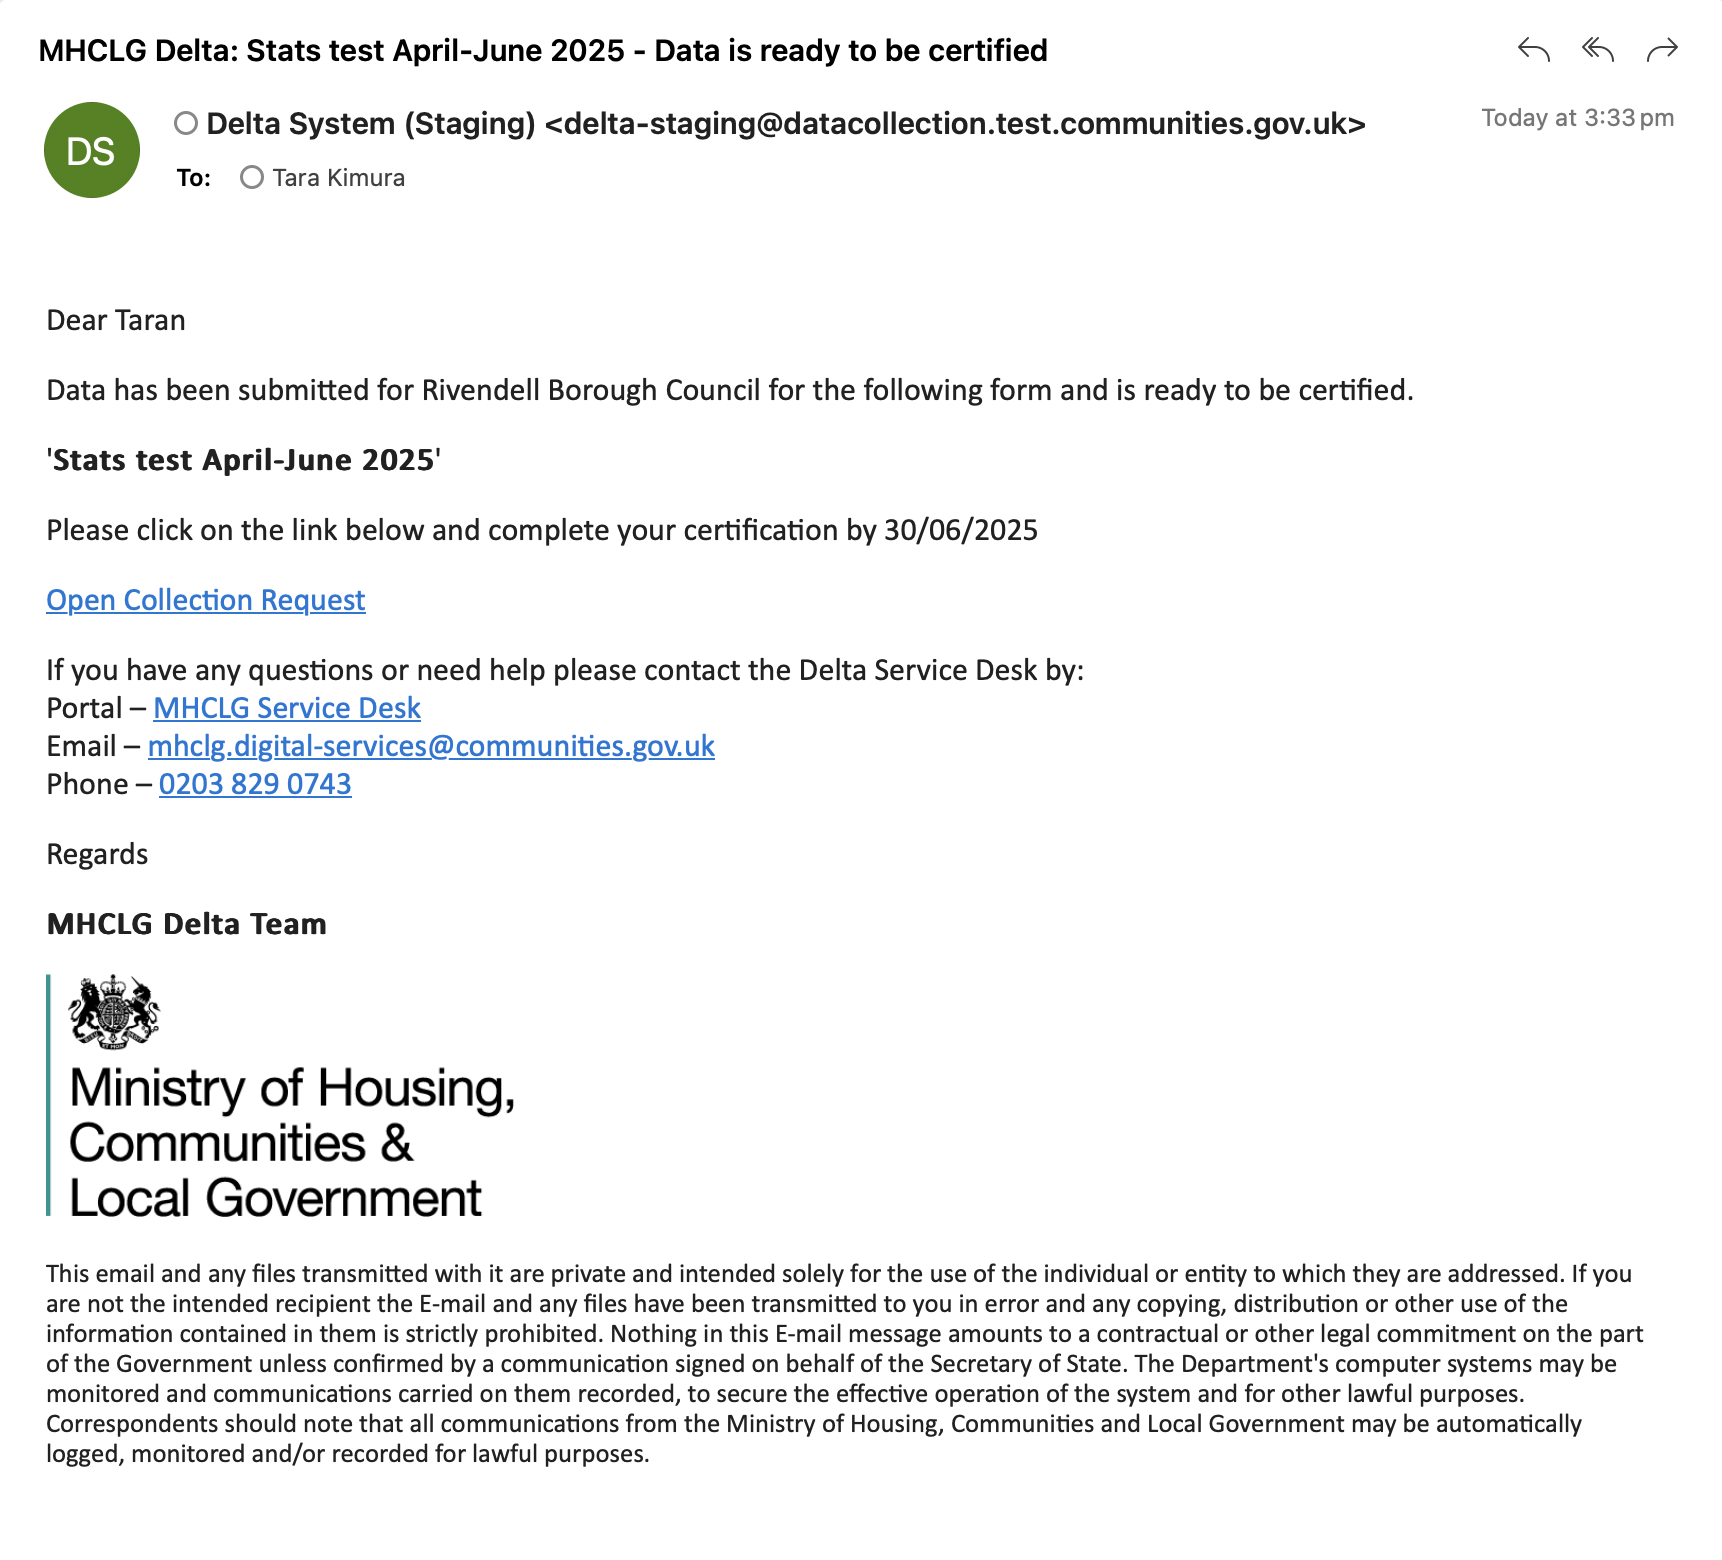 MHCLG Delta: Stats test April-June 2025 - Data is ready to be certified
DS
Delta System (Staging) <delta-staging@datacollection.test.communities.gov.uk>
Today at 3:33 pm
To: Tara Kimura
Dear Taran
Data has been submitted for Rivendell Borough Council for the following form and is ready to be certified.
'Stats test April-June 2025'
Please click on the link below and complete your certification by 30/06/2025
Open Collection Request
If you have any questions or need help please contact the Delta Service Desk by:
Portal – MHCLG Service Desk
Email – mhclg.digital-services@communities.gov.uk
Phone – 0203 829 0743
Regards
MHCLG Delta Team
Ministry of Housing,
Communities &
Local Government
This email and any files transmitted with it are private and intended solely for the use of the individual or entity to which they are addressed. If you
are not the intended recipient the E-mail and any files have been transmitted to you in error and any copying, distribution or other use of the
information contained in them is strictly prohibited. Nothing in this E-mail message amounts to a contractual or other legal commitment on the part
of the Government unless confirmed by a communication signed on behalf of the Secretary of State. The Department's computer systems may be
monitored and communications carried on them recorded, to secure the effective operation of the system and for other lawful purposes.
Correspondents should note that all communications from the Ministry of Housing, Communities and Local Government may be automatically
logged, monitored and/or recorded for lawful purposes.